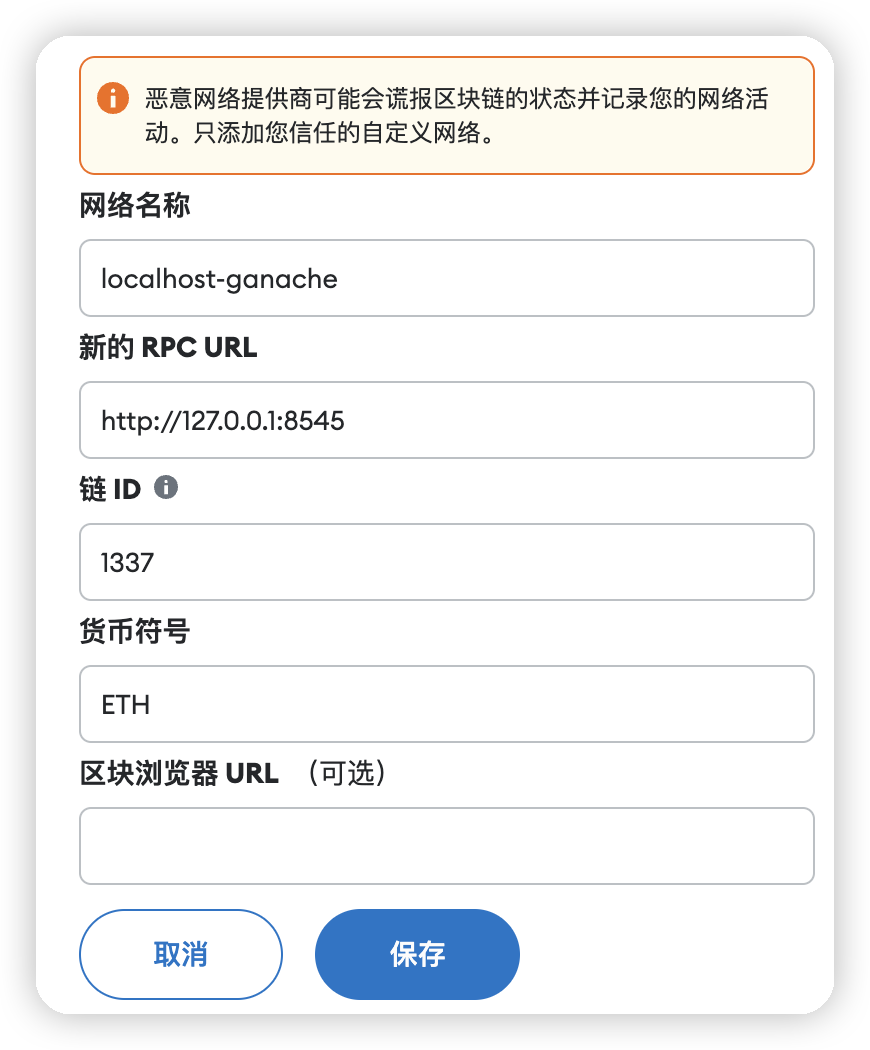 恶意网络提供商可能会谎报区块链的状态并记录您的网络活
动。只添加您信任的自定义网络。
网络名称
localhost-ganache
新的 RPC URL
http://127.0.0.1:8545
链 ID
1337
货币符号
ETH
区块浏览器 URL （可选）
取消 保存